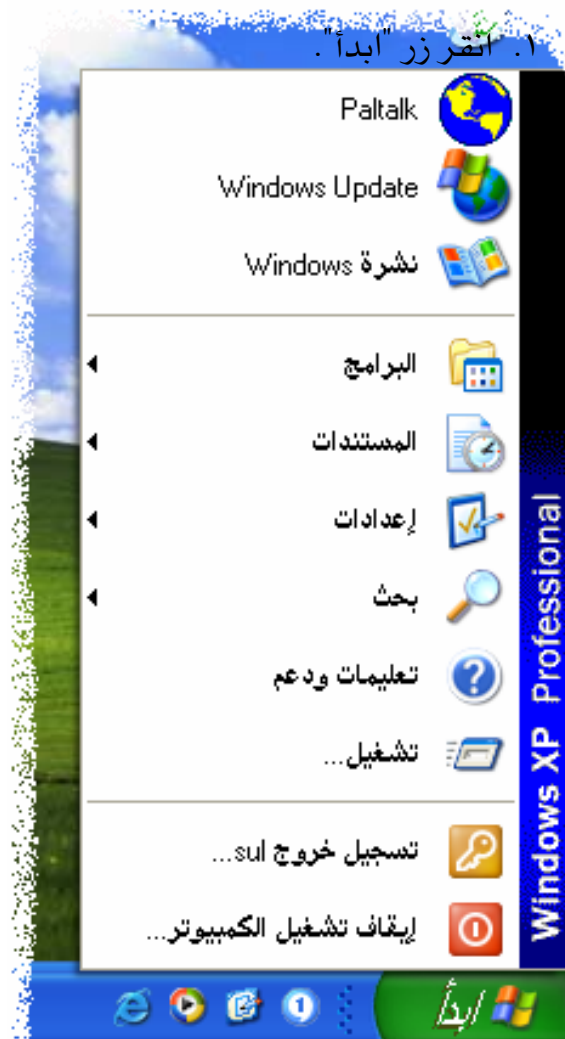 ١. انقر زر "ابدأ".
Paltalk
Windows Update
نشرة Windows
البرامج
المستندات
إعدادات
بحث
تعليمات ودعم
تشغيل...
تسجيل خروج sul...
إيقاف تشغيل الكمبيوتر...
Windows XP Professional
ابدأ
1